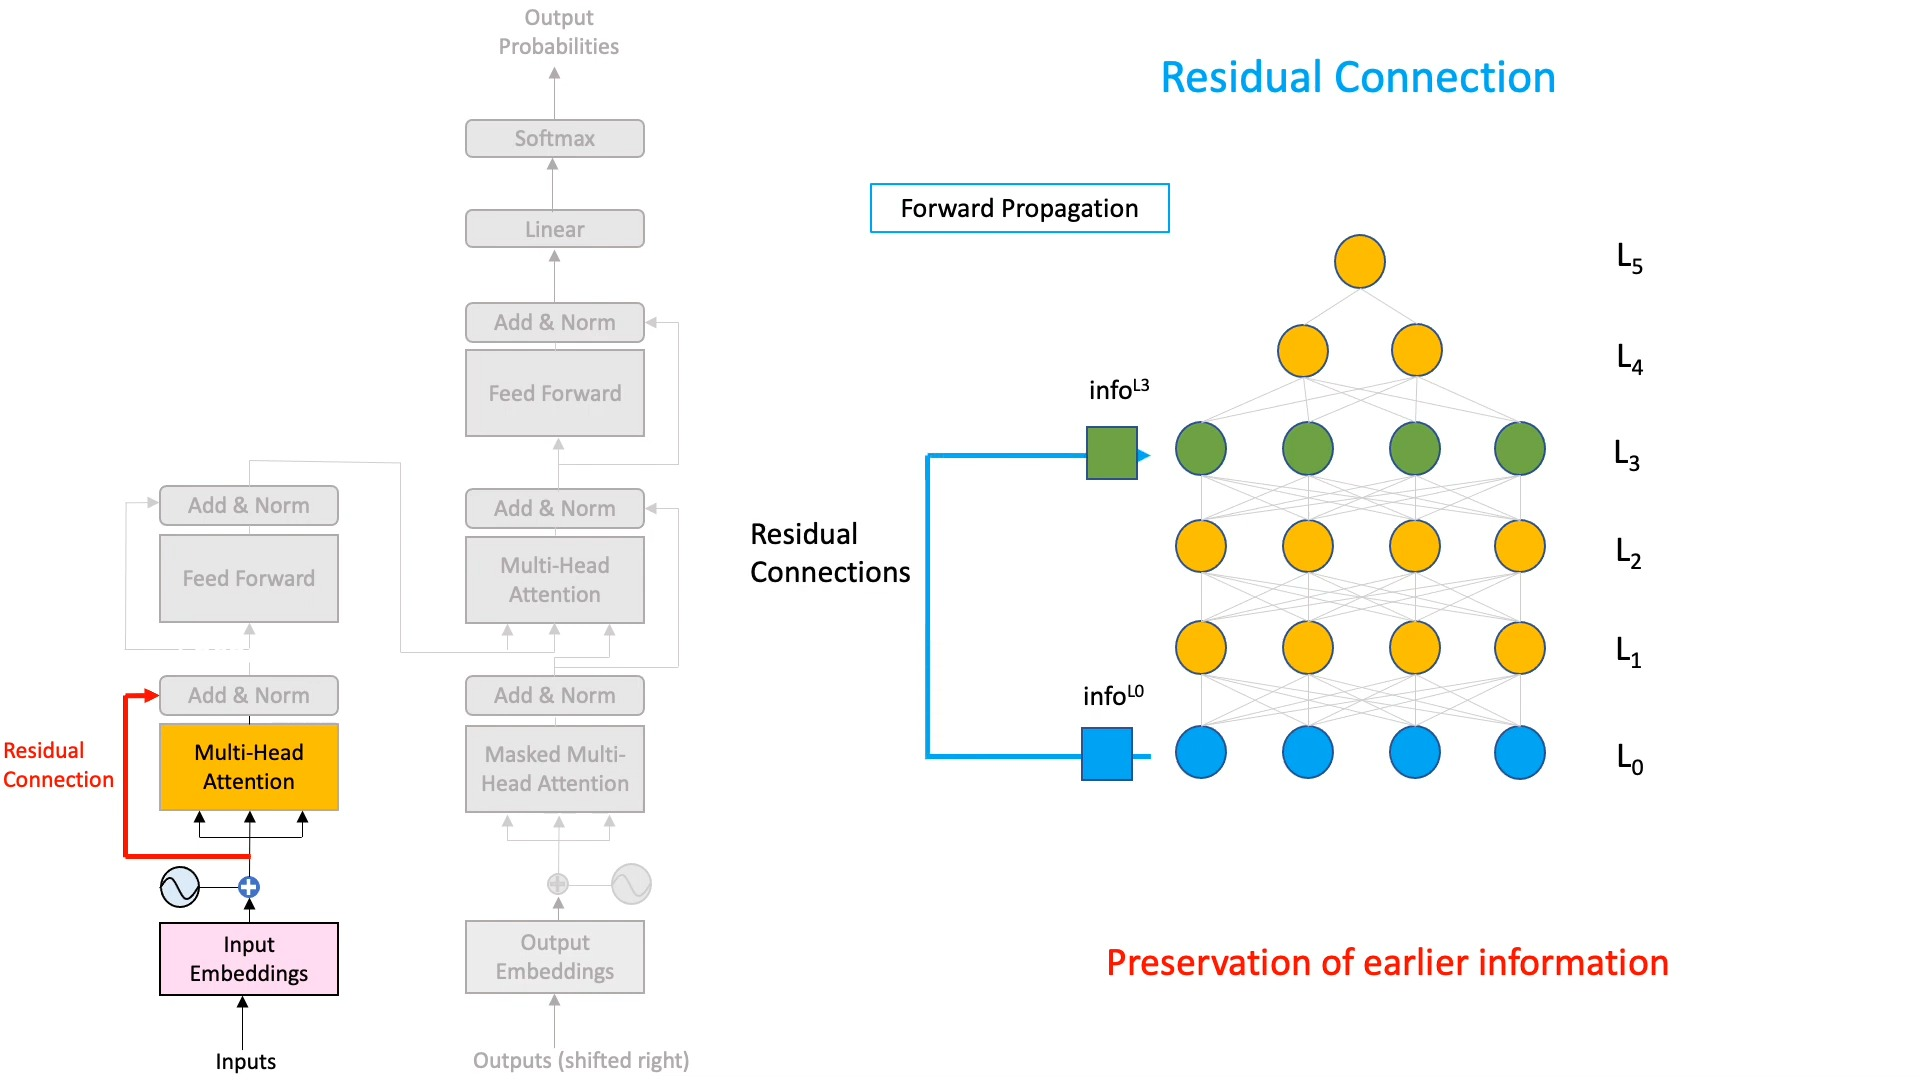 Output
Probabilities
Softmax
Linear
Add & Norm
Feed Forward
Add & Norm
Multi-Head
Attention
Add & Norm
Masked Multi-
Head Attention
Output
Embeddings
Outputs (shifted right)
Add & Norm
Feed Forward
Add & Norm
Residual
Connection
Multi-Head
Attention
Input
Embeddings
Inputs
Residual Connection
Forward Propagation
L5
L4
infoL3
L3
Residual
Connections
L2
L1
infoL0
L0
Preservation of earlier information